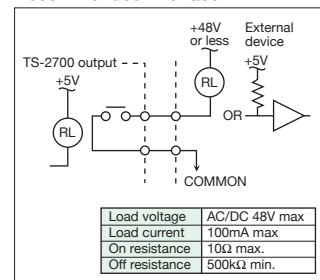 +48V
or less
External
device
TS-2700 output
+5V
+5V
RL
RL
OR
COMMON
Load voltage AC/DC 48V max
Load current 100mA max
On resistance 10Ω max.
Off resistance 500kΩ min.